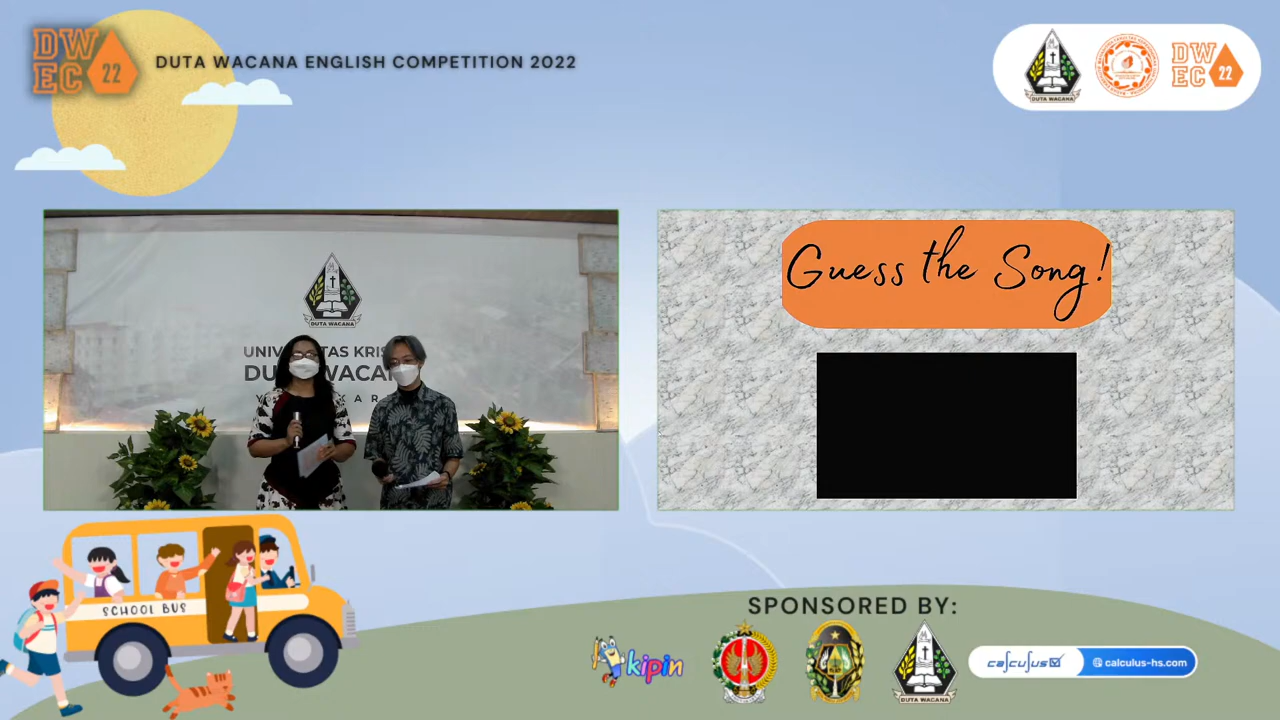 DW
EC 22
DUTA WACANA ENGLISH COMPETITION 2022
DUTA WACANA
DW
EC 22
Guess the Song!
DUTA WACANA
SCHOOL BUS
SPONSORED BY:
kipin
DUTA WACANA
calculus
calculus-hs.com